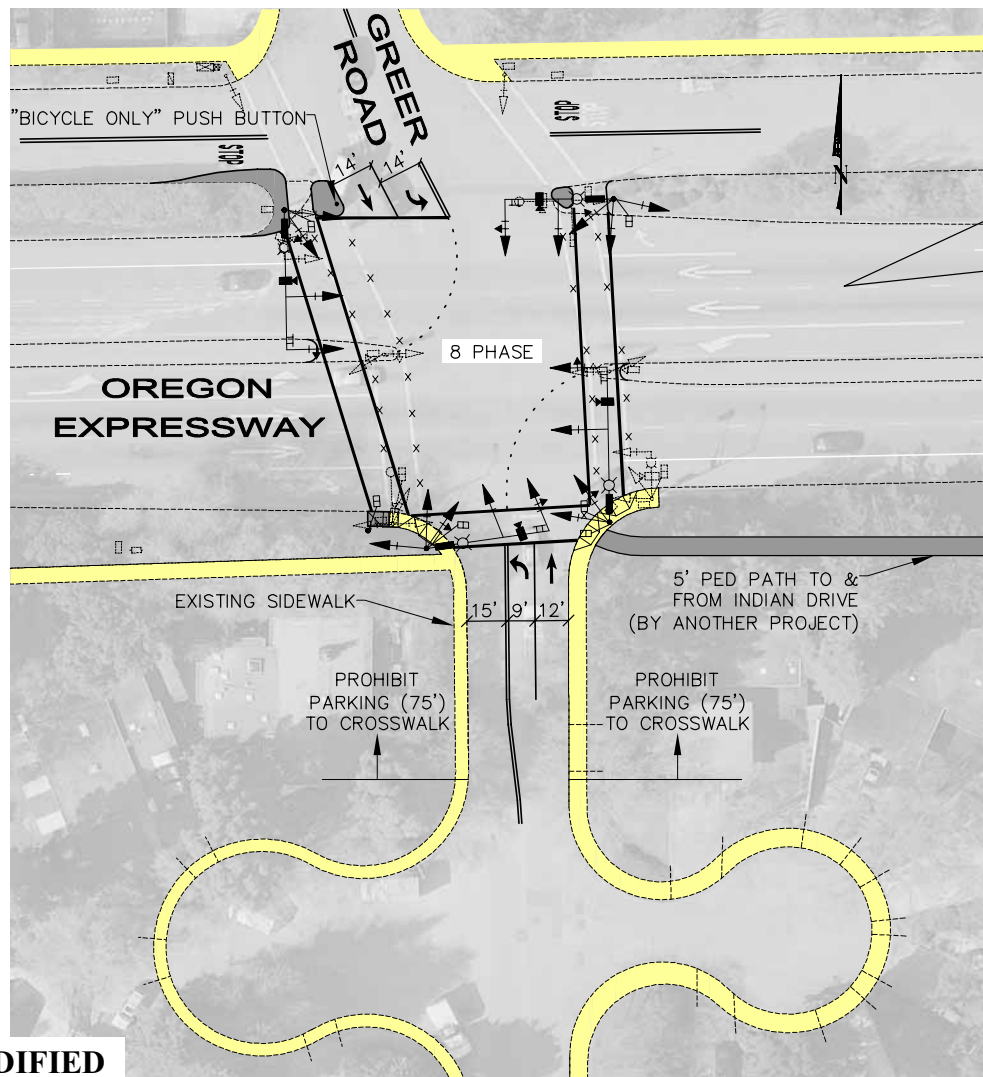 GREER
ROAD
"BICYCLE ONLY" PUSH BUTTON
STOP
STOP
14'
14'
N
8 PHASE
OREGON
EXPRESSWAY
EXISTING SIDEWALK
15'
9'
12'
5' PED PATH TO &
FROM INDIAN DRIVE
(BY ANOTHER PROJECT)
PROHIBIT
PARKING (75')
TO CROSSWALK
PROHIBIT
PARKING (75')
TO CROSSWALK
DIFIED